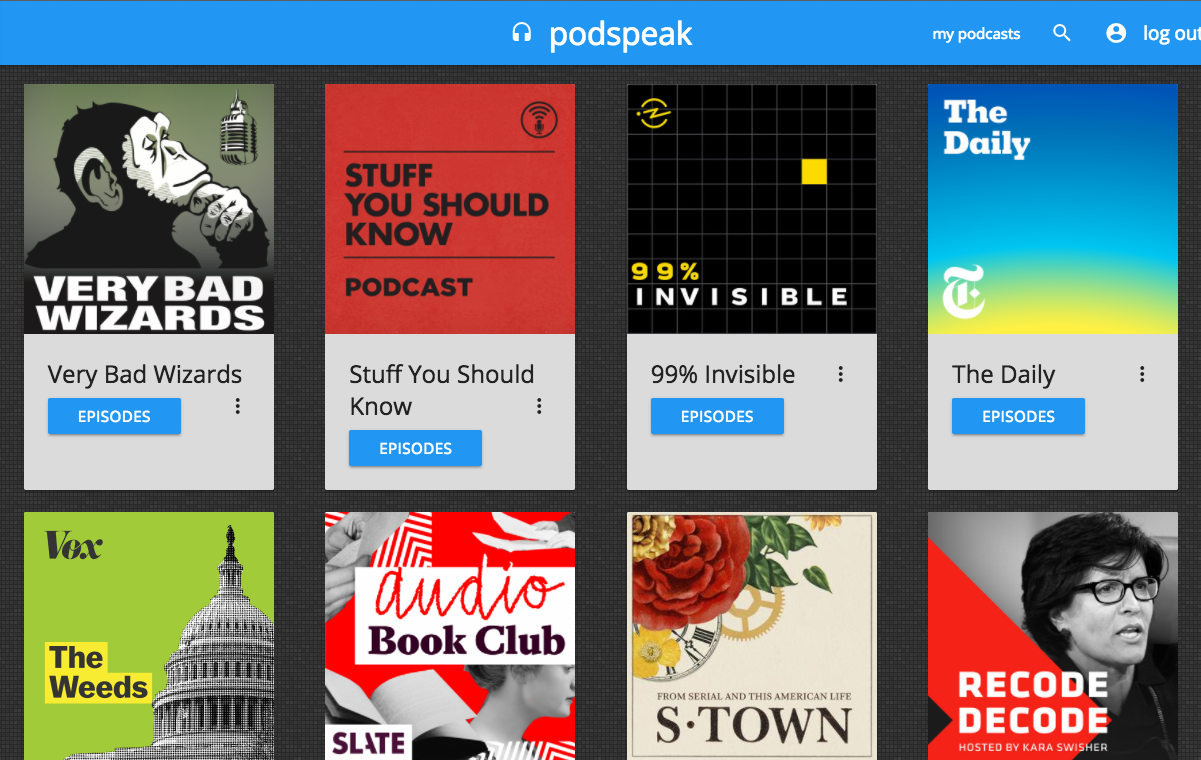 podspeak
my podcasts
log out
VERY BAD
WIZARDS
Very Bad Wizards
EPISODES
STUFF
YOU SHOULD
KNOW
PODCAST
Stuff You Should
Know
EPISODES
99%
INVISIBLE
99% Invisible
EPISODES
The
Daily
T
The Daily
EPISODES
Vox
The
Weeds
audio
Book Club
SLATE
FROM SERIAL AND THIS AMERICAN LIFE
S·TOWN
RECODE
DECODE
HOSTED BY KARA SWISHER